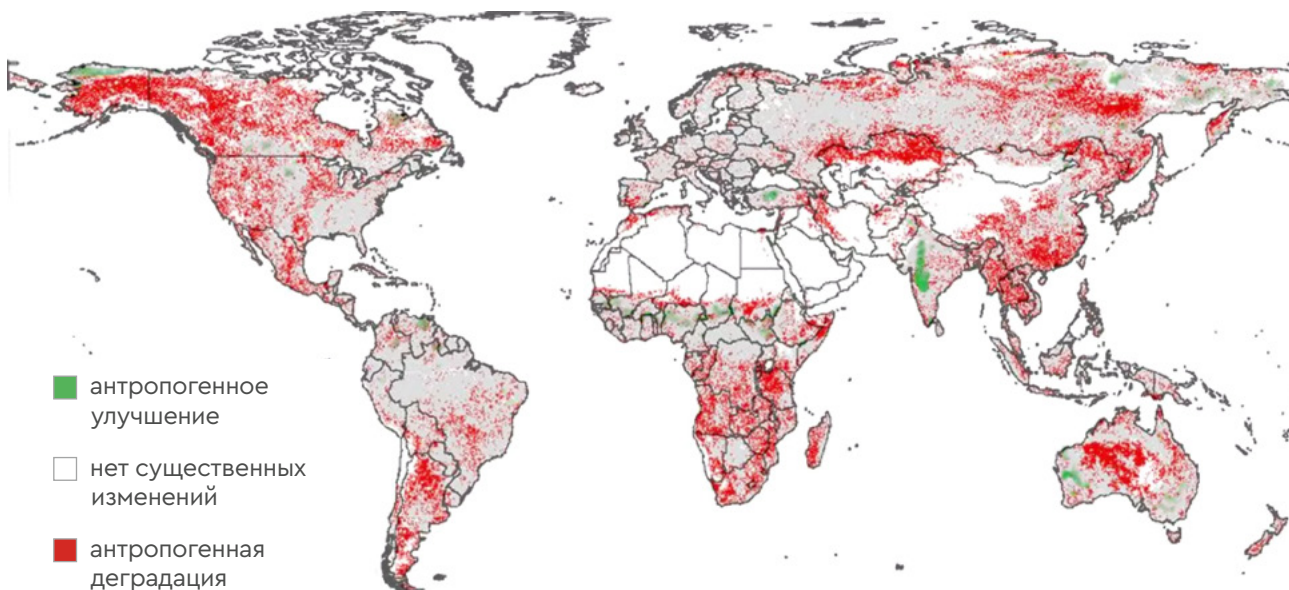 антропогенное
улучшение
нет существенных
изменений
антропогенная
деградация